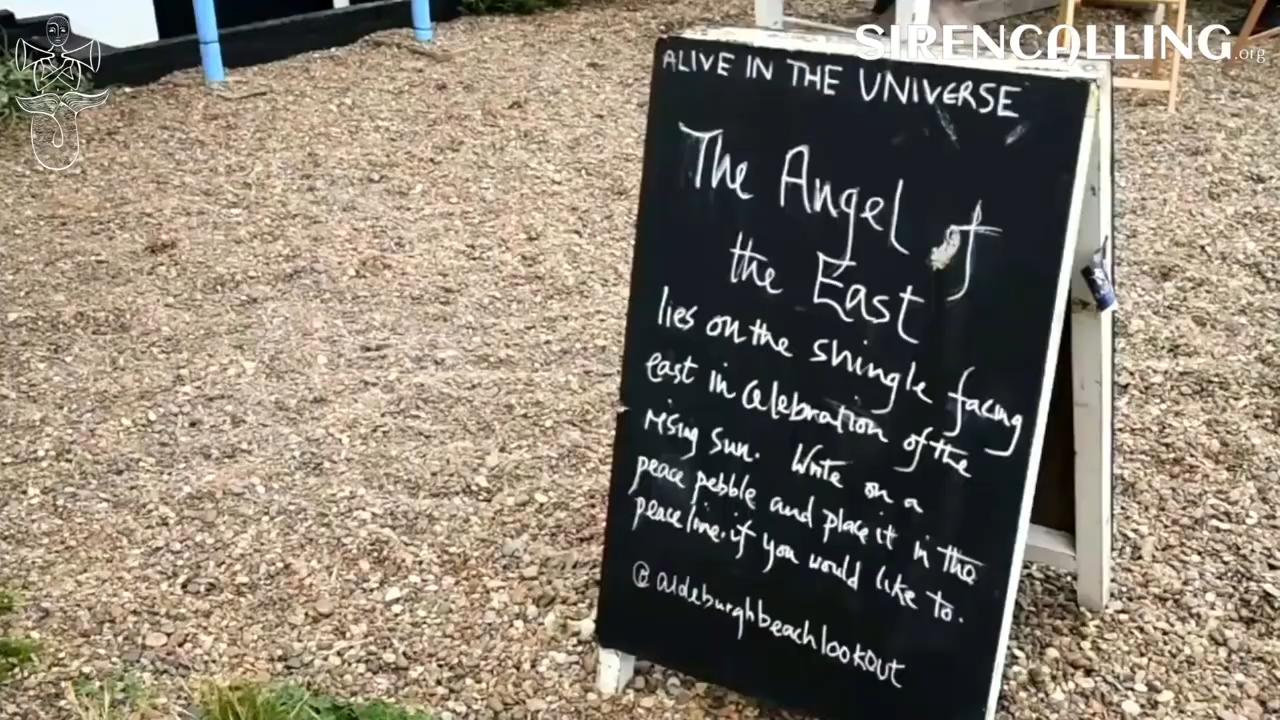 SIRENCALLING.org
ALIVE IN THE UNIVERSE
The Angel of
the East
lies on the shingle facing
east in celebration of the
rising sun. Write on a
peace pebble and place it in the
peace line. if you would like to.
@aldeburghbeachlookout